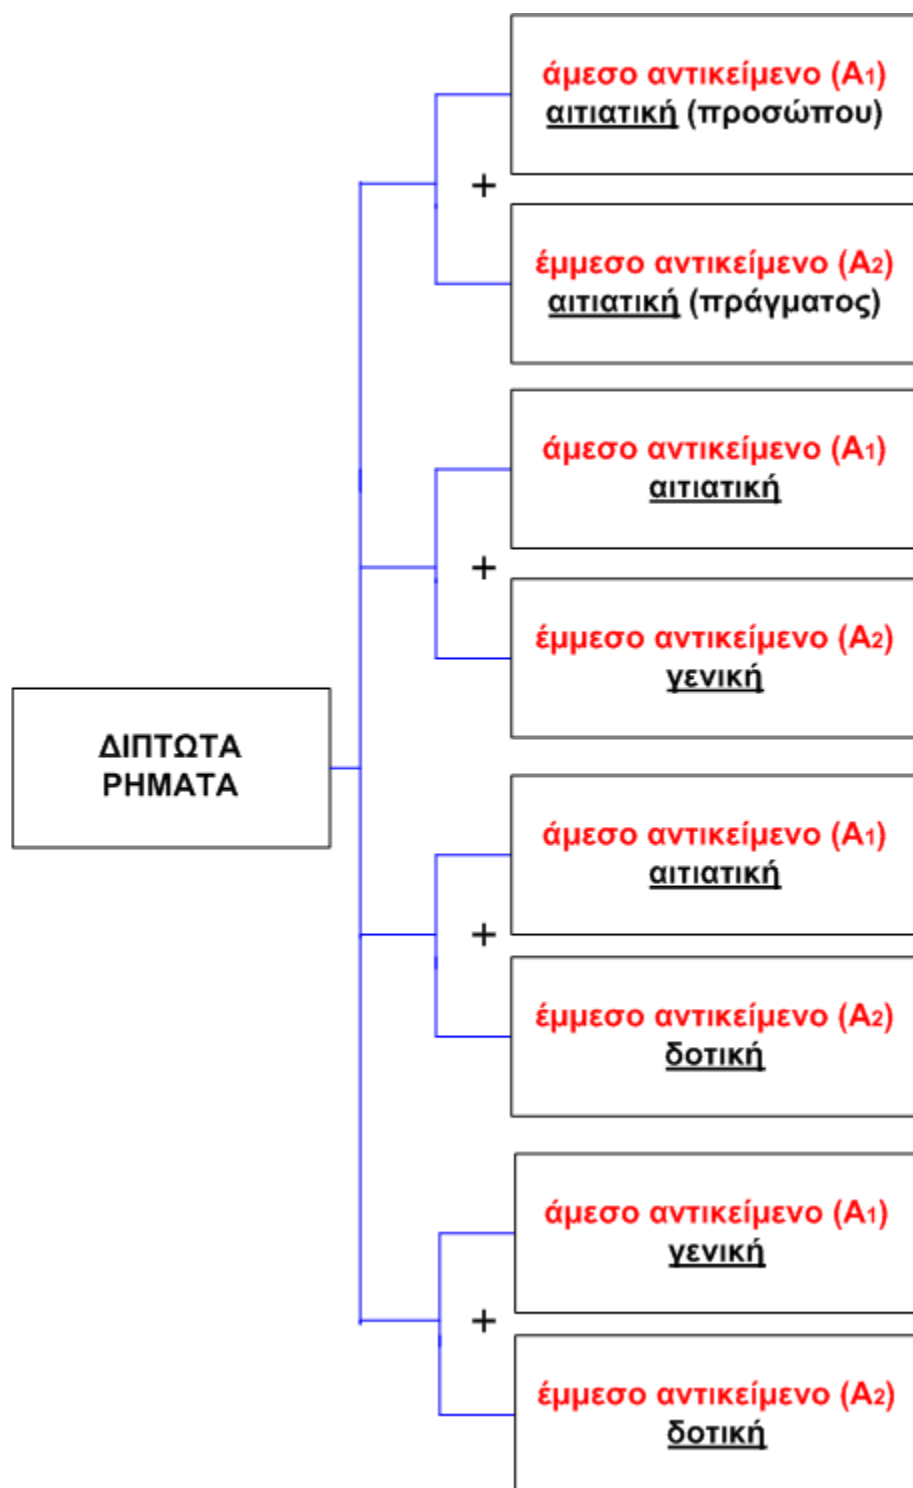 άμεσο αντικείμενο (Α1)
αιτιατική (προσώπου)
+
έμμεσο αντικείμενο (Α2)
αιτιατική (πράγματος)
άμεσο αντικείμενο (Α1)
αιτιατική
+
έμμεσο αντικείμενο (Α2)
γενική
ΔΙΠΤΩΤΑ
ΡΗΜΑΤΑ
άμεσο αντικείμενο (Α1)
αιτιατική
+
έμμεσο αντικείμενο (Α2)
δοτική
άμεσο αντικείμενο (Α1)
γενική
+
έμμεσο αντικείμενο (Α2)
δοτική